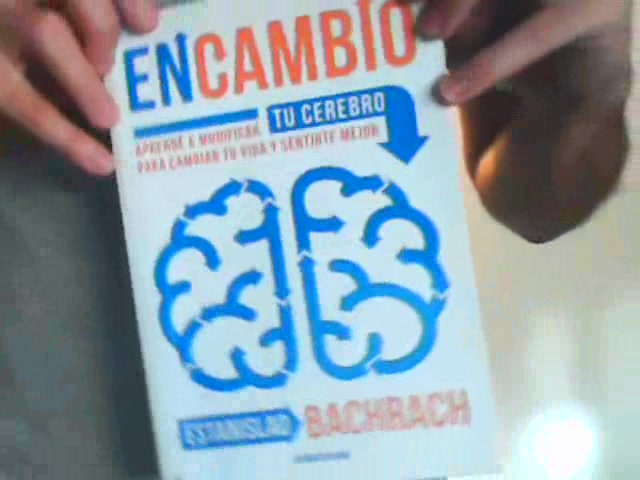 ENCAMBIO
APRENDÉ A MODIFICAR TU CEREBRO
PARA CAMBIAR TU VIDA Y SENTIRTE MEJOR
ESTANISLAO BACHRACH